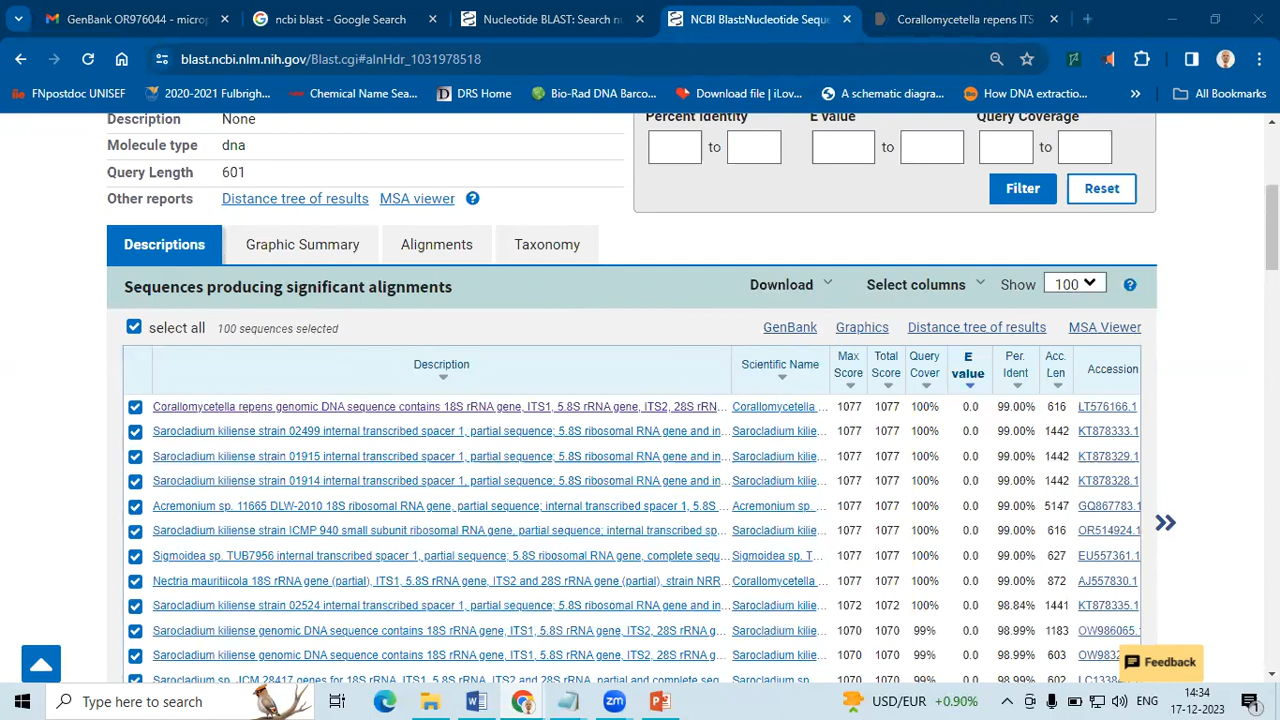 GenBank OR976044 - microp
ncbi blast - Google Search
Nucleotide BLAST: Search nu
NCBI Blast:Nucleotide Seque
Corallomycetella repens ITS
blast.ncbi.nlm.nih.gov/Blast.cgi#alnHdr_1031978518
FNpostdoc UNISEF
2020-2021 Fulbrigh...
Chemical Name Sea...
DRS Home
Bio-Rad DNA Barco...
Download file | iLov...
A schematic diagra...
How DNA extractio...
All Bookmarks
Description None
Molecule type dna
Query Length 601
Other reports Distance tree of results MSA viewer ?
Percent Identity E Value Query Coverage
to to to
Filter Reset
Descriptions Graphic Summary Alignments Taxonomy
Sequences producing significant alignments Download Select columns Show 100 ?
select all 100 sequences selected GenBank Graphics Distance tree of results MSA Viewer
Description Scientific Name Max Score Total Score Query Cover E value Per. Ident Acc. Len Accession
Corallomycetella repens genomic DNA sequence contains 18S rRNA gene, ITS1, 5.8S rRNA gene, ITS2, 28S rRN... Corallomycetella ... 1077 1077 100% 0.0 99.00% 616 LT576166.1
Sarocladium kiliense strain 02499 internal transcribed spacer 1, partial sequence; 5.8S ribosomal RNA gene and in... Sarocladium kilie... 1077 1077 100% 0.0 99.00% 1442 KT878333.1
Sarocladium kiliense strain 01915 internal transcribed spacer 1, partial sequence; 5.8S ribosomal RNA gene and in... Sarocladium kilie... 1077 1077 100% 0.0 99.00% 1442 KT878329.1
Sarocladium kiliense strain 01914 internal transcribed spacer 1, partial sequence; 5.8S ribosomal RNA gene and in... Sarocladium kilie... 1077 1077 100% 0.0 99.00% 1442 KT878328.1
Acremonium sp. 11665 DLW-2010 18S ribosomal RNA gene, partial sequence; internal transcribed spacer 1, 5.8S ... Acremonium sp. ... 1077 1077 100% 0.0 99.00% 5147 GQ867783.1
Sarocladium kiliense strain ICMP 940 small subunit ribosomal RNA gene, partial sequence; internal transcribed sp... Sarocladium kilie... 1077 1077 100% 0.0 99.00% 616 OR514924.1
Sigmoidea sp. TUB7956 internal transcribed spacer 1, partial sequence; 5.8S ribosomal RNA gene, complete sequ... Sigmoidea sp. T... 1077 1077 100% 0.0 99.00% 627 EU557361.1
Nectria mauritiicola 18S rRNA gene (partial), ITS1, 5.8S rRNA gene, ITS2 and 28S rRNA gene (partial), strain NRR... Corallomycetella ... 1077 1077 100% 0.0 99.00% 872 AJ557830.1
Sarocladium kiliense strain 02524 internal transcribed spacer 1, partial sequence; 5.8S ribosomal RNA gene and in... Sarocladium kilie... 1072 1072 100% 0.0 98.84% 1441 KT878335.1
Sarocladium kiliense genomic DNA sequence contains 18S rRNA gene, ITS1, 5.8S rRNA gene, ITS2, 28S rRNA g... Sarocladium kilie... 1070 1070 99% 0.0 98.99% 1183 OW986065.
Sarocladium kiliense genomic DNA sequence contains 18S rRNA gene, ITS1, 5.8S rRNA gene, ITS2, 28S rRNA g... Sarocladium kilie... 1070 1070 99% 0.0 98.99% 603
Feedback
Type here to search
USD/EUR +0.90%
ENG
14:34
17-12-2023